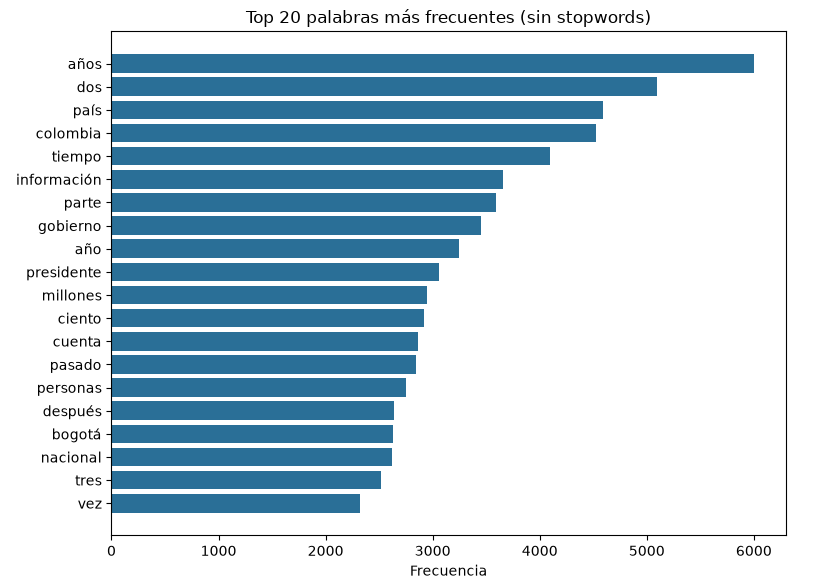 Top 20 palabras más frecuentes (sin stopwords)
años
dos
país
colombia
tiempo
información
parte
gobierno
año
presidente
millones
ciento
cuenta
pasado
personas
después
bogotá
nacional
tres
vez
0 1000 2000 3000 4000 5000 6000
Frecuencia